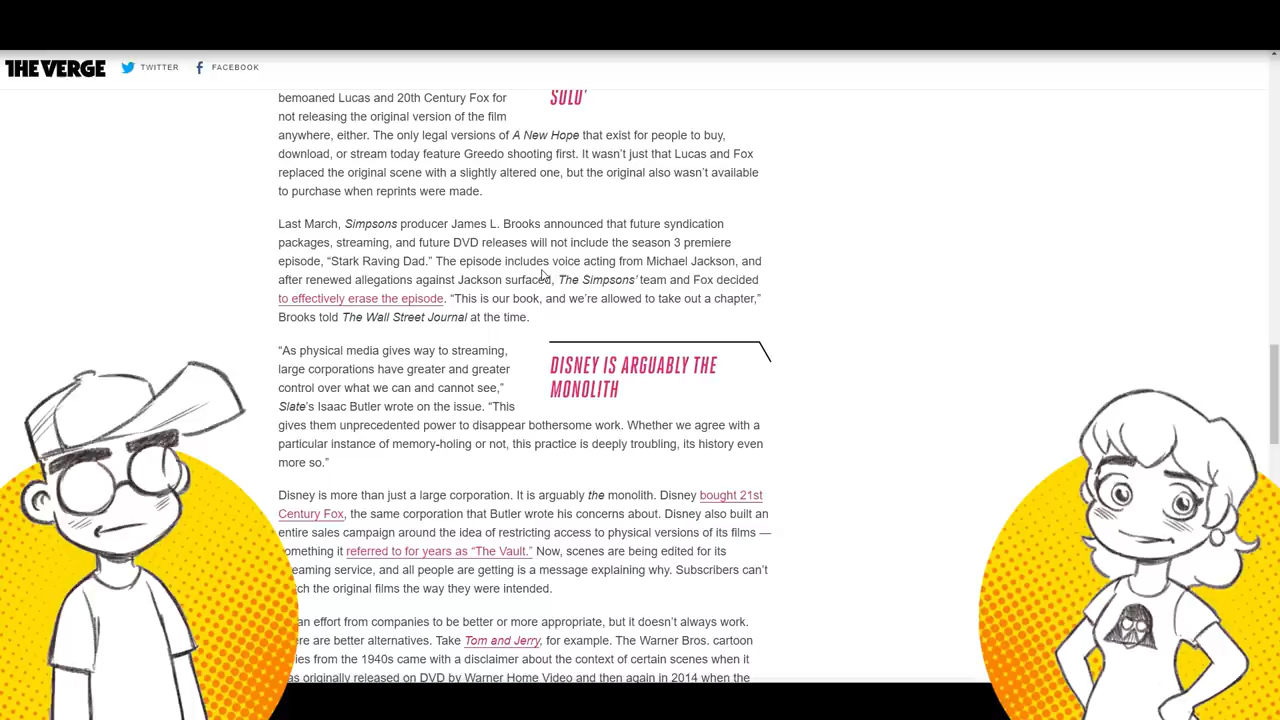 THE VERGE TWITTER FACEBOOK
bemoaned Lucas and 20th Century Fox for
SOLO'
not releasing the original version of the film
anywhere, either. The only legal versions of A New Hope that exist for people to buy,
download, or stream today feature Greedo shooting first. It wasn’t just that Lucas and Fox
replaced the original scene with a slightly altered one, but the original also wasn’t available
to purchase when reprints were made.
Last March, Simpsons producer James L. Brooks announced that future syndication
packages, streaming, and future DVD releases will not include the season 3 premiere
episode, “Stark Raving Dad.” The episode includes voice acting from Michael Jackson, and
after renewed allegations against Jackson surfaced, The Simpsons’ team and Fox decided
to effectively erase the episode. “This is our book, and we’re allowed to take out a chapter,”
Brooks told The Wall Street Journal at the time.
“As physical media gives way to streaming,
large corporations have greater and greater
control over what we can and cannot see,”
Slate’s Isaac Butler wrote on the issue. “This
DISNEY IS ARGUABLY THE
MONOLITH
gives them unprecedented power to disappear bothersome work. Whether we agree with a
particular instance of memory-holing or not, this practice is deeply troubling, its history even
more so.”
Disney is more than just a large corporation. It is arguably the monolith. Disney bought 21st
Century Fox, the same corporation that Butler wrote his concerns about. Disney also built an
entire sales campaign around the idea of restricting access to physical versions of its films —
omething it referred to for years as “The Vault.” Now, scenes are being edited for its
eaming service, and all people are getting is a message explaining why. Subscribers can’t
ch the original films the way they were intended.
an effort from companies to be better or more appropriate, but it doesn’t always work.
re are better alternatives. Take Tom and Jerry, for example. The Warner Bros. cartoon
ies from the 1940s came with a disclaimer about the context of certain scenes when it
as originally released on DVD by Warner Home Video and then again in 2014 when the